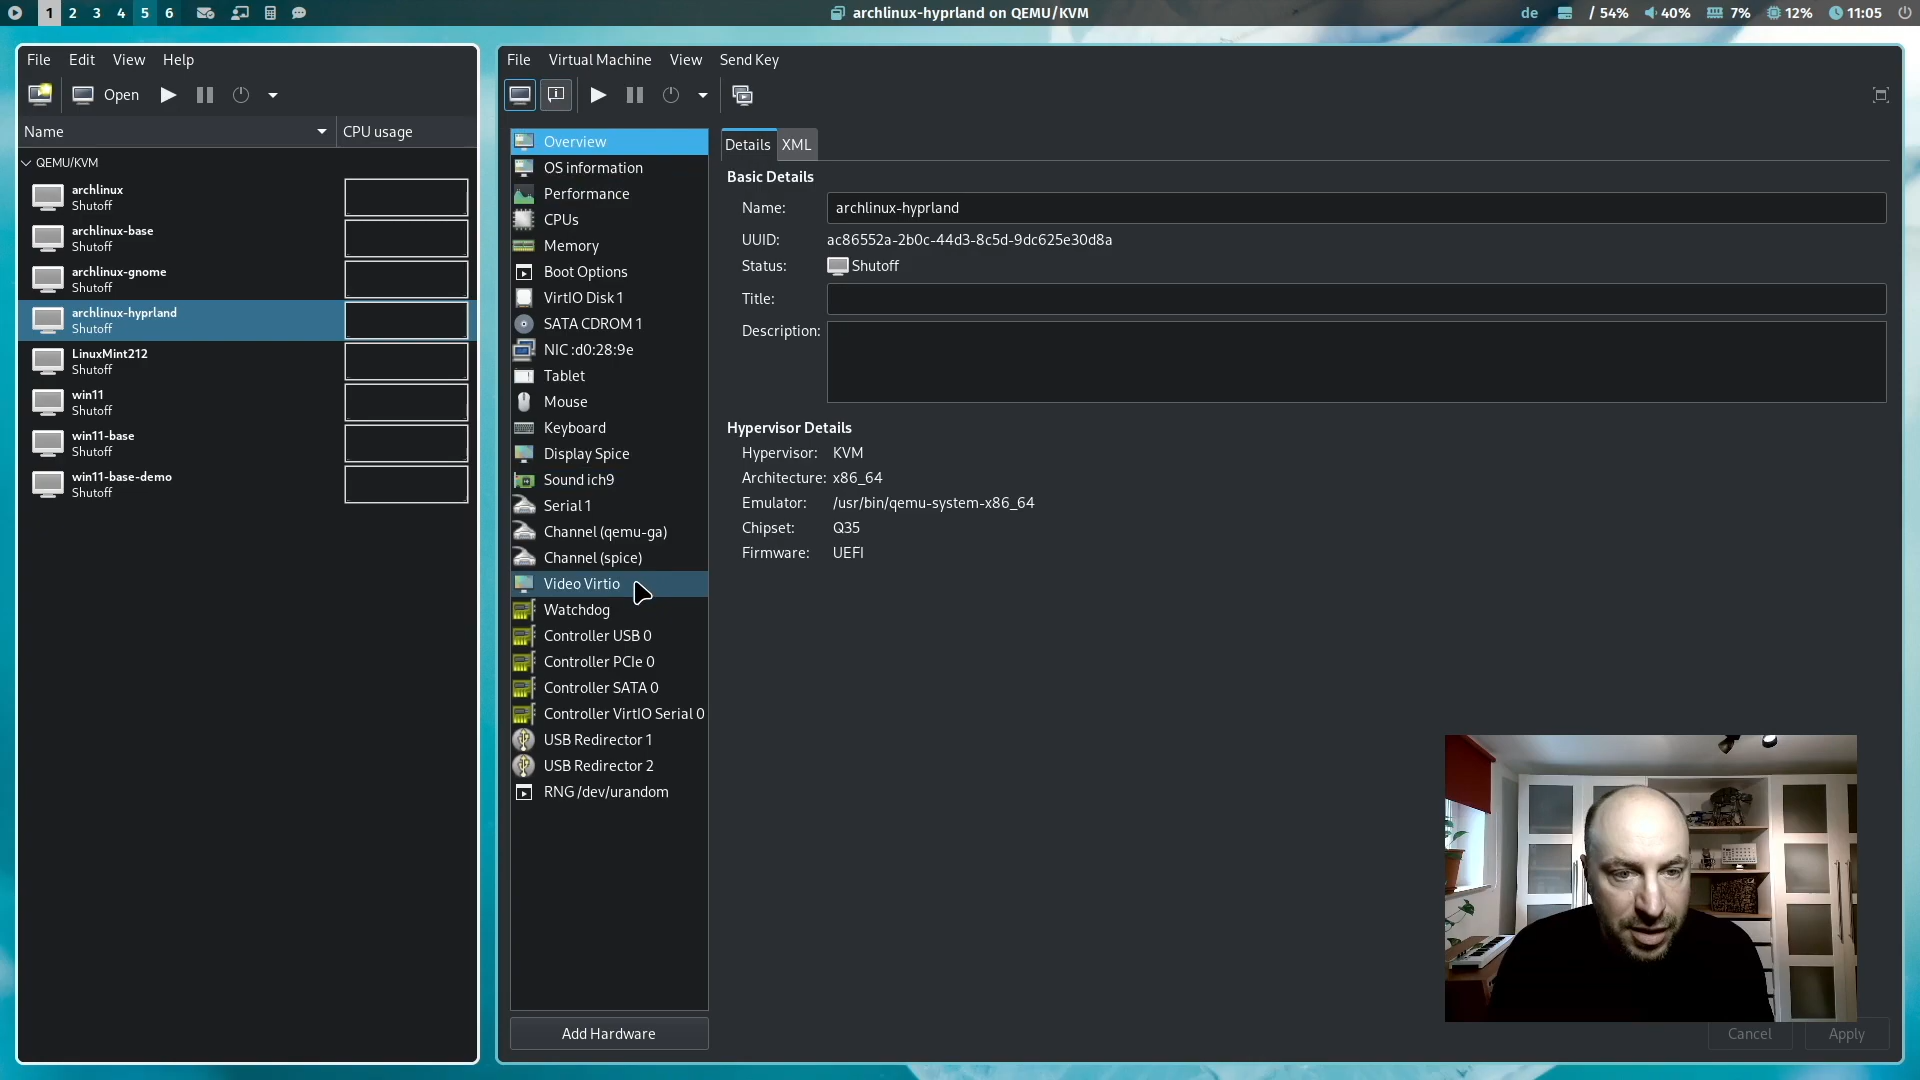 1 2 3 4 5 6
archlinux-hyprland on QEMU/KVM
de / 54% 40% 7% 12% 11:05
File Edit View Help
Open
Name CPU usage
QEMU/KVM
archlinux
Shutoff
archlinux-base
Shutoff
archlinux-gnome
Shutoff
archlinux-hyprland
Shutoff
LinuxMint212
Shutoff
win11
Shutoff
win11-base
Shutoff
win11-base-demo
Shutoff
File Virtual Machine View Send Key
Overview
OS information
Performance
CPUs
Memory
Boot Options
VirtIO Disk 1
SATA CDROM 1
NIC :d0:28:9e
Tablet
Mouse
Keyboard
Display Spice
Sound ich9
Serial 1
Channel (qemu-ga)
Channel (spice)
Video Virtio
Watchdog
Controller USB 0
Controller PCIe 0
Controller SATA 0
Controller VirtIO Serial 0
USB Redirector 1
USB Redirector 2
RNG /dev/urandom
Add Hardware
Details XML
Basic Details
Name: archlinux-hyprland
UUID: ac86552a-2b0c-44d3-8c5d-9dc625e30d8a
Status: Shutoff
Title:
Description:
Hypervisor Details
Hypervisor: KVM
Architecture: x86_64
Emulator: /usr/bin/qemu-system-x86_64
Chipset: Q35
Firmware: UEFI
Cancel Apply